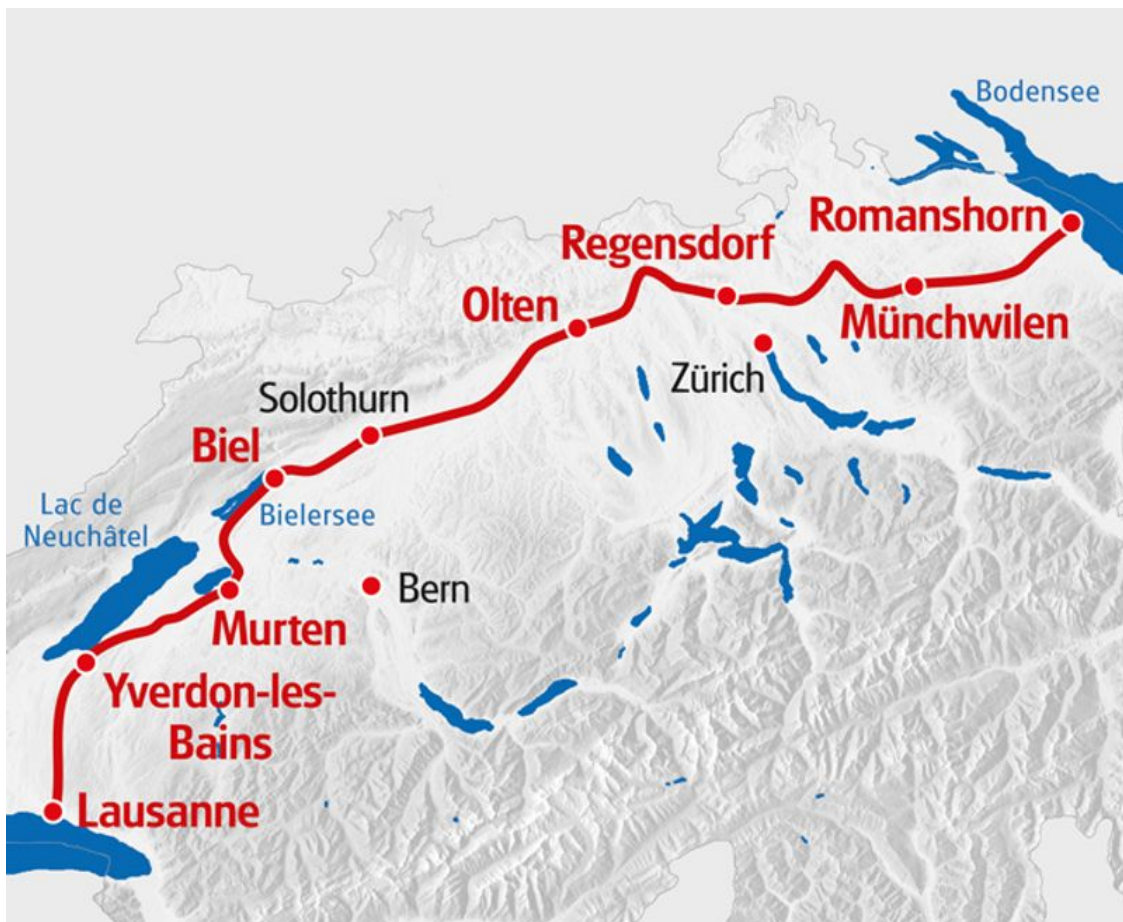 Bodensee
Romanshorn
Regensdorf
Olten
Münchwilen
Zürich
Solothurn
Biel
Lac de
Neuchâtel
Bielersee
Bern
Murten
Yverdon-les-
Bains
Lausanne